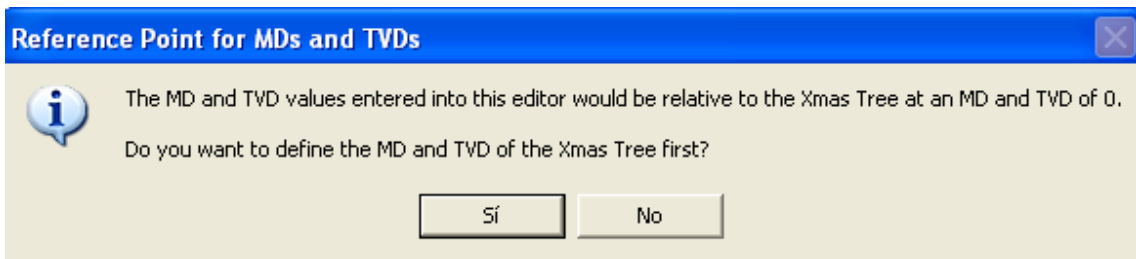 Reference Point for MDs and TVDs
The MD and TVD values entered into this editor would be relative to the Xmas Tree at an MD and TVD of 0.
Do you want to define the MD and TVD of the Xmas Tree first?
Sí No